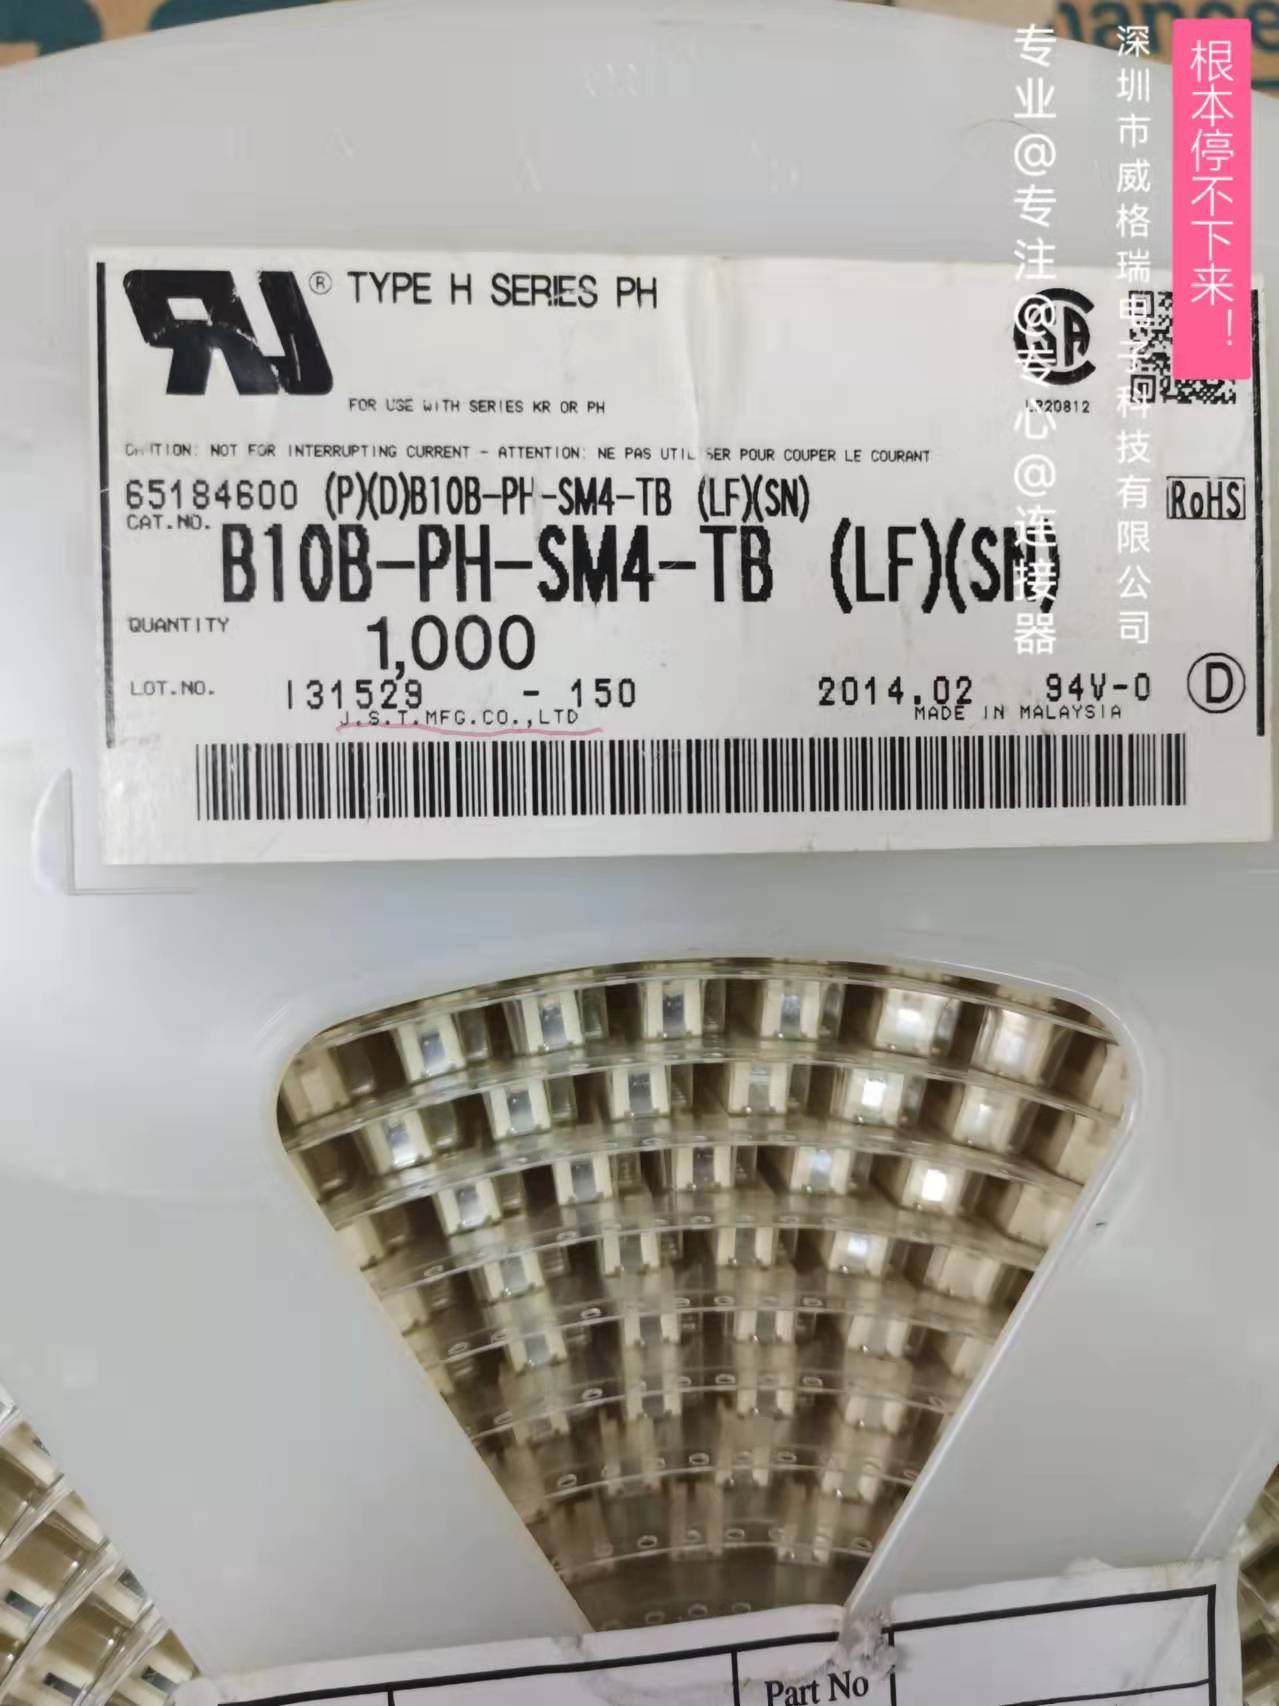 根本停不下来！
深圳市威格瑞电子科技有限公司
专业@专注@专心@连接器
® TYPE H SERIES PH
FOR USE WITH SERIES KR OR PH
CAUTION: NOT FOR INTERRUPTING CURRENT - ATTENTION: NE PAS UTILISER POUR COUPER LE COURANT
65184600 (P)(D)B10B-PH-SM4-TB (LF)(SN)
RoHS
CAT.NO. B10B-PH-SM4-TB (LF)(SN)
QUANTITY 1,000
LOT.NO. 131529 - 150 2014.02 94V-0 D
J.S.T.MFG.CO.,LTD MADE IN MALAYSIA
Part No